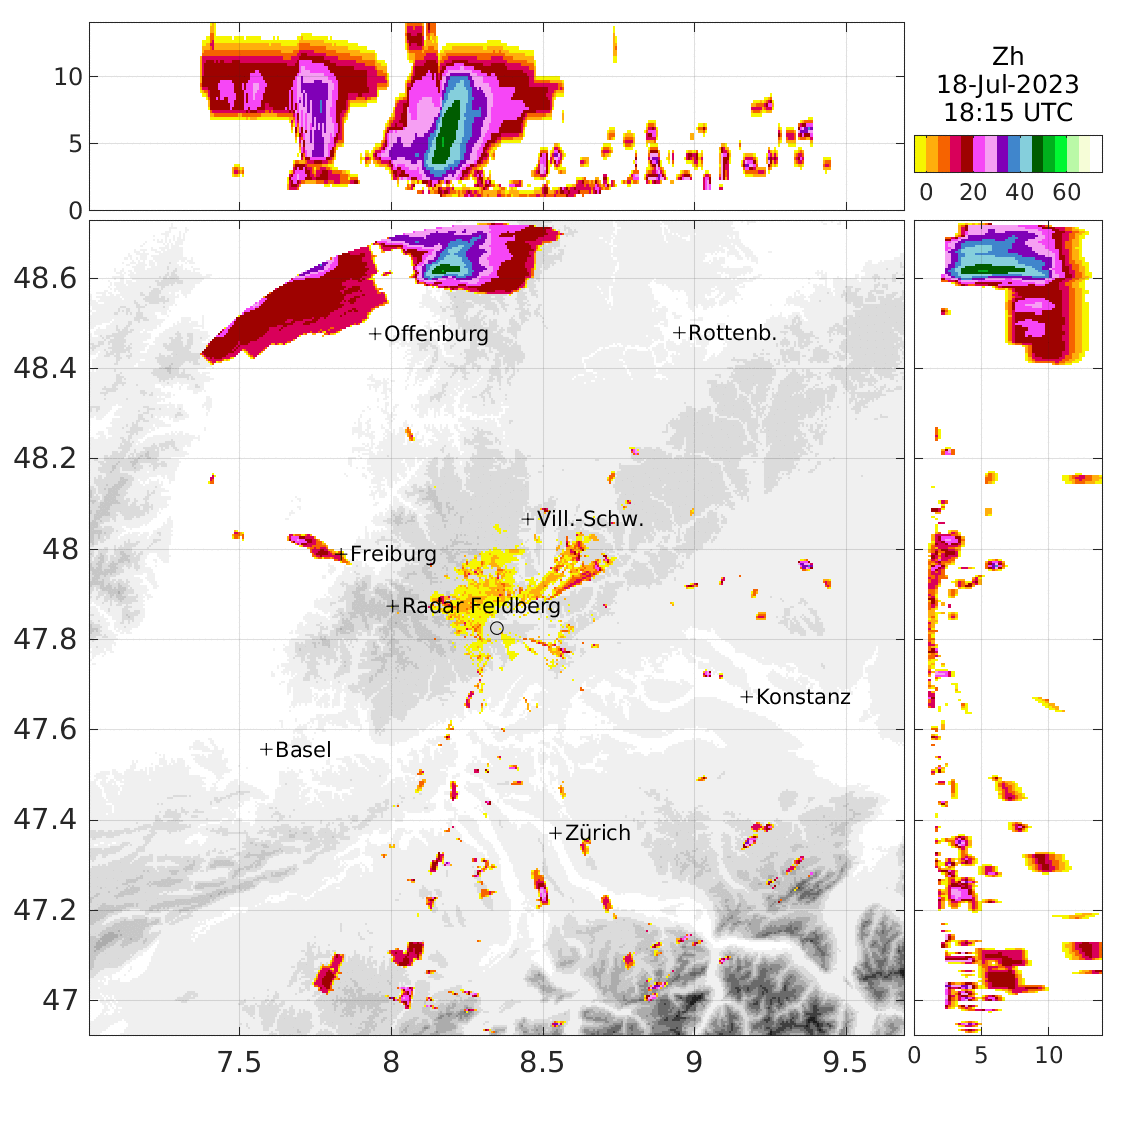 10
5
0
Zh
18-Jul-2023
18:15 UTC
0 20 40 60
48.6
48.4
48.2
48
47.8
47.6
47.4
47.2
47
Offenburg
Rottenb.
Vill.-Schw.
Freiburg
Radar Feldberg
Konstanz
Basel
Zürich
7.5 8 8.5 9 9.5
0 5 10